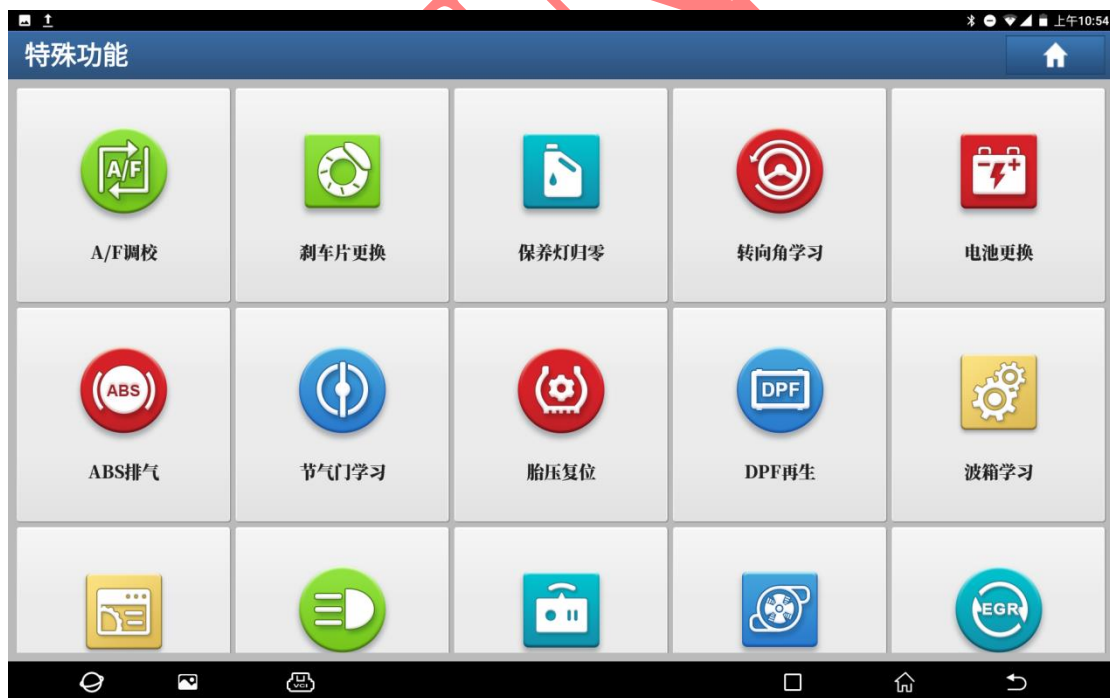 上午10:54
特殊功能
A/F
A/F调校
刹车片更换
保养灯归零
转向角学习
电池更换
ABS
DPF
ABS排气
节气门学习
胎压复位
DPF再生
波箱学习
EGR
VCI